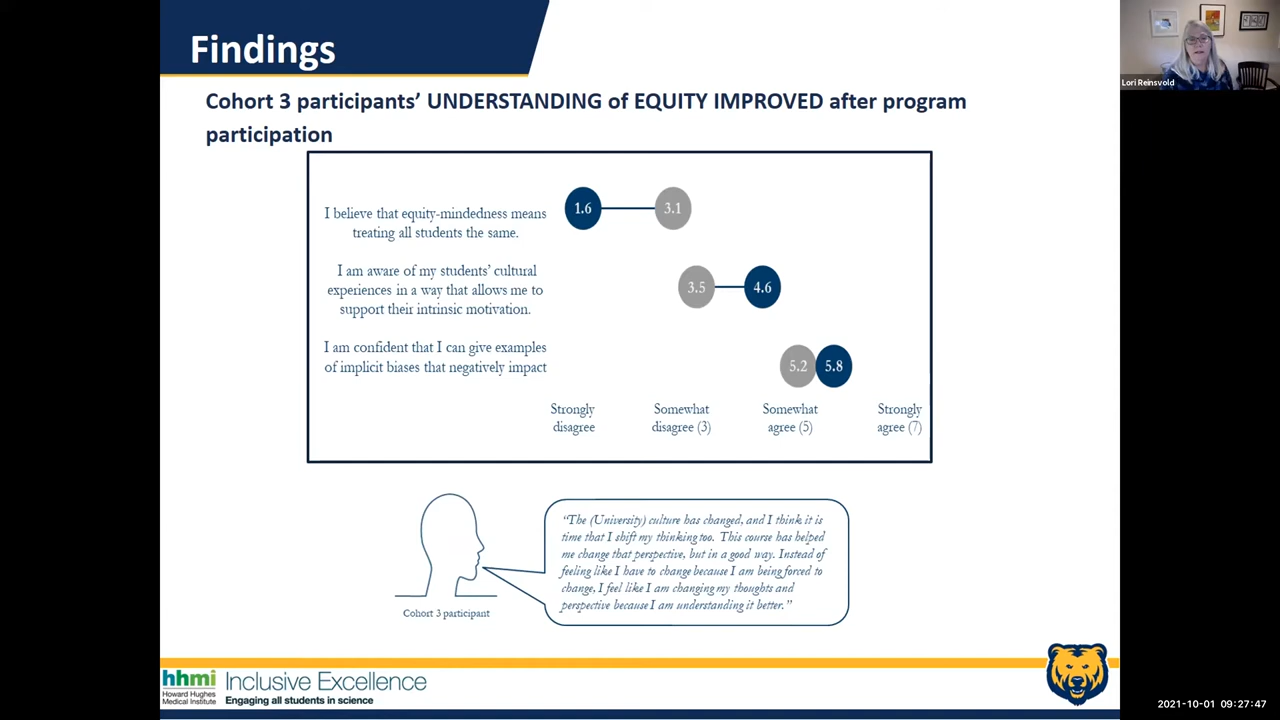 Findings
Lori Reinsvold
Cohort 3 participants' UNDERSTANDING of EQUITY IMPROVED after program
participation
1.6
3.1
I believe that equity-mindedness means
treating all students the same.
I am aware of my students' cultural
experiences in a way that allows me to
support their intrinsic motivation.
3.5
4.6
I am confident that I can give examples
of implicit biases that negatively impact
5.2
5.8
Strongly
disagree
Somewhat
disagree (3)
Somewhat
agree (5)
Strongly
agree (7)
"The (University) culture has changed, and I think it is
time that I shift my thinking too. This course has helped
me change that perspective, but in a good way. Instead of
feeling like I have to change because I am being forced to
change, I feel like I am changing my thoughts and
perspective because I am understanding it better."
Cohort 3 participant
hhmi
Howard Hughes
Medical Institute
Inclusive Excellence
Engaging all students in science
2021-10-01 09:27:47